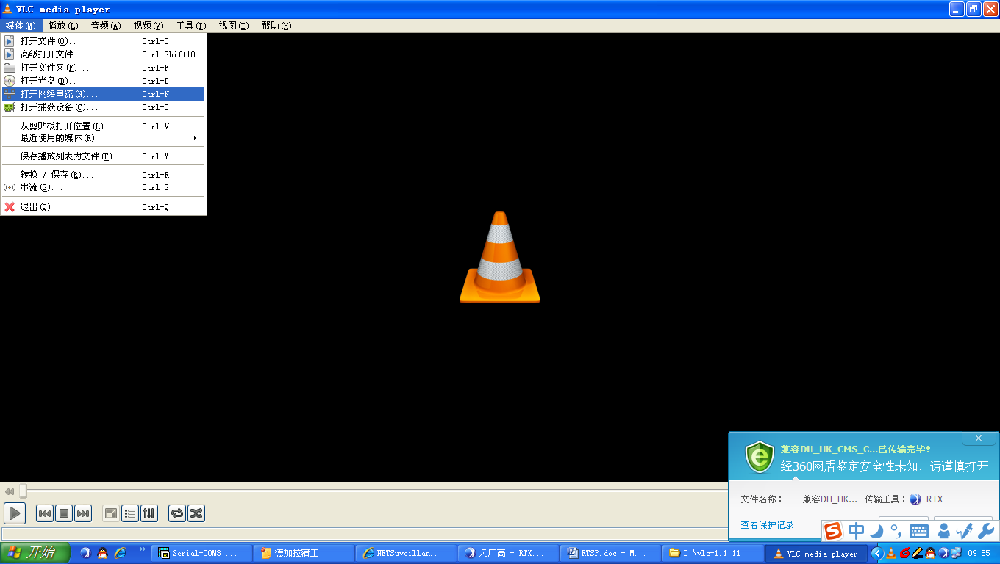 VLC media player
媒体(M) 播放(L) 音频(A) 视频(V) 工具(T) 视图(I) 帮助(H)
打开文件(O)... Ctrl+O
高级打开文件... Ctrl+Shift+O
打开文件夹(F)... Ctrl+F
打开光盘(D)... Ctrl+D
打开网络串流(N)... Ctrl+N
打开捕获设备(C)... Ctrl+C
从剪贴板打开位置(L) Ctrl+V
最近使用的媒体(R)
保存播放列表为文件(F)... Ctrl+Y
转换 / 保存(R)... Ctrl+R
串流(S)... Ctrl+S
退出(Q) Ctrl+Q
兼容DH_HK_CMS_C...已传输完毕!
经360网盾鉴定安全性未知，请谨慎打开
文件名称： 兼容DH_HK... 传输工具： RTX
查看保护记录
中
开始 Serial-COM3 ... 德加拉蒲工 NETSuveillan... 凡广高 - RTX... RTSP.doc - M... D:\vlc-1.1.11 VLC media player 09:55